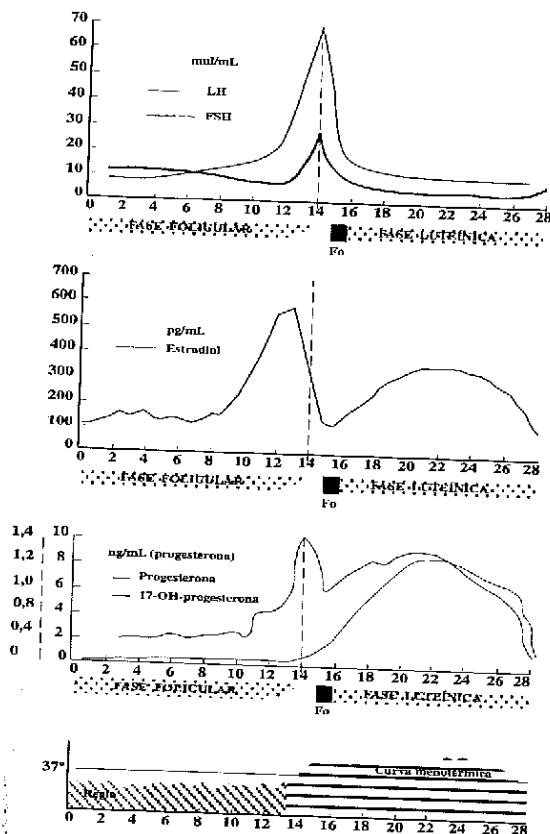 70
60
50
40
30
20
10
0
muI/mL
LH
FSH
0 2 4 6 8 10 12 14 16 18 20 22 24 26 28
FASE FOLICULAR
FASE LUTEÍNICA
Fo
700
600
500
400
300
200
100
0
pg/mL
Estradiol
0 2 4 6 8 10 12 14 16 18 20 22 24 26 28
FASE FOLICULAR
FASE LUTEÍNICA
Fo
1,4 10
1,2 8
1,0 6
0,8 4
0,4 2
0 0
ng/mL (progesterona)
Progesterona
17-OH-progesterona
0 2 4 6 8 10 12 14 16 18 20 22 24 26 28
FASE FOLICULAR
FASE LUTEÍNICA
Fo
37°
Curva menotérmica
Regla
0 2 4 6 8 10 12 14 16 18 20 22 24 26 28